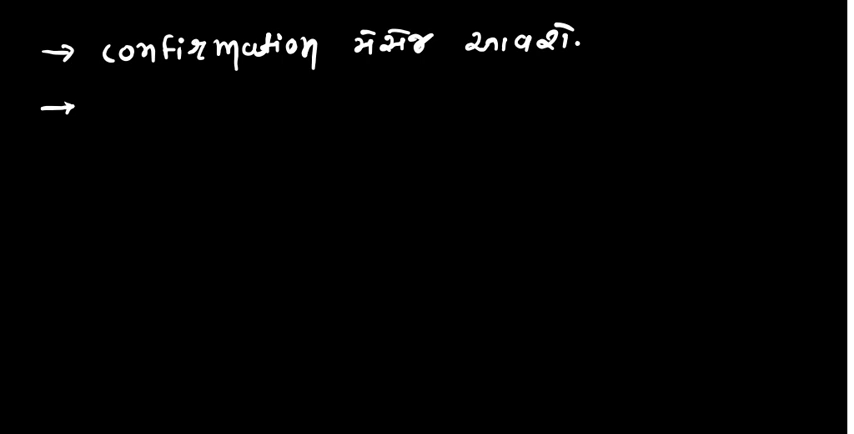 → confirmation મેસેજ આવશે.
→